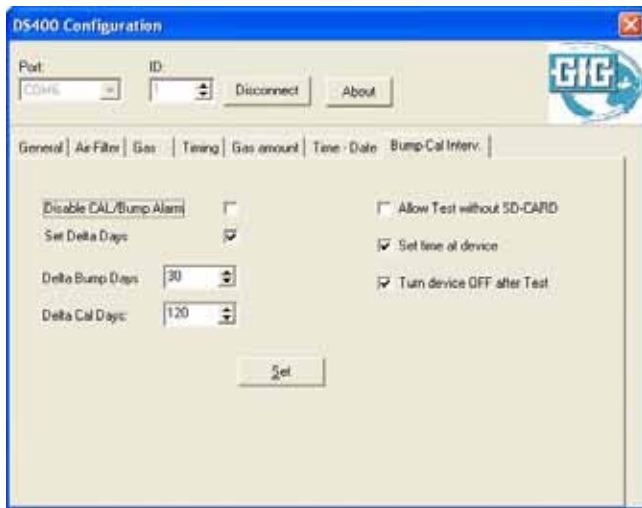 DS400 Configuration
Port: ID:
COM6 1 Disconnect About
GfG
General Air-Filter Gas Timing Gas amount Time - Date Bump-Cal Interv.
Disable CAL/Bump Alarm Allow Test without SD-CARD
Set Delta Days Set time at device
Delta Bump Days 30 Turn device OFF after Test
Delta Cal Days: 120
Set